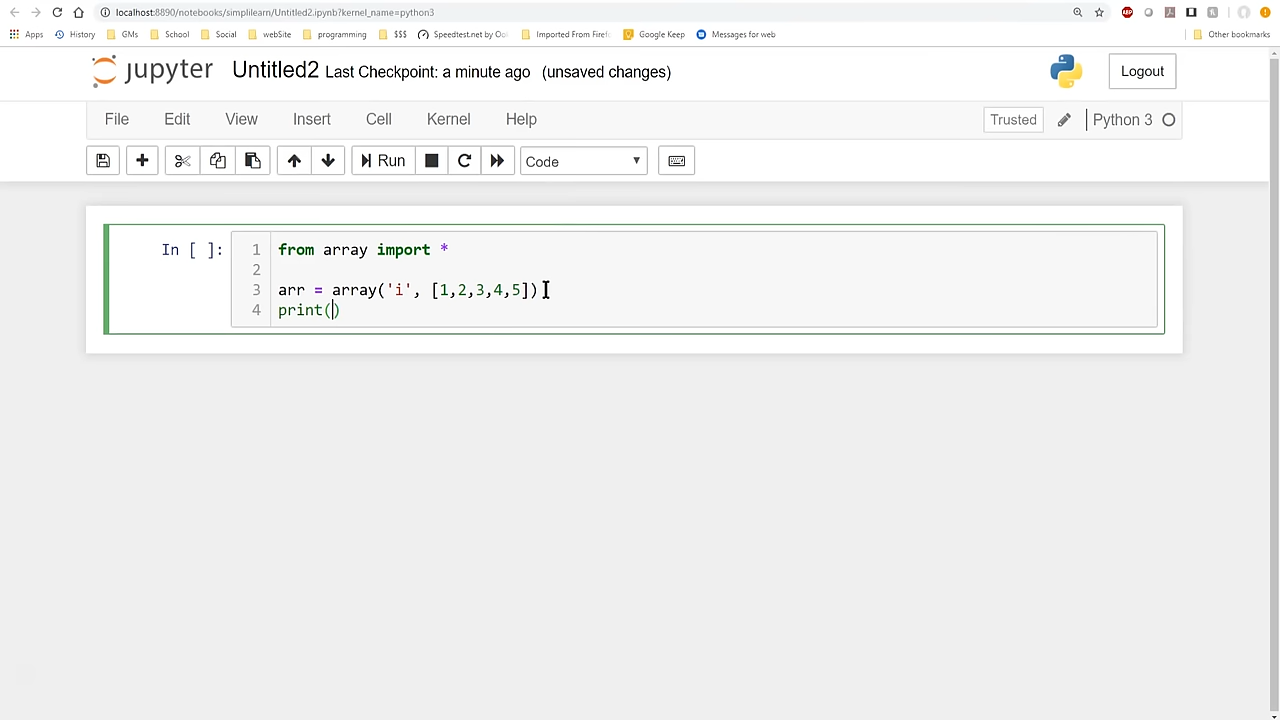 localhost:8890/notebooks/simplilearn/Untitled2.ipynb?kernel_name=python3
Apps History GMs School Social webSite programming $$$ Speedtest.net by Oo Imported From Firef Google Keep Messages for web Other bookmarks
jupyter Untitled2 Last Checkpoint: a minute ago (unsaved changes) Logout
File Edit View Insert Cell Kernel Help Trusted Python 3
Run Code
In [ ]: 1 from array import *
2
3 arr = array('i', [1,2,3,4,5])
4 print()